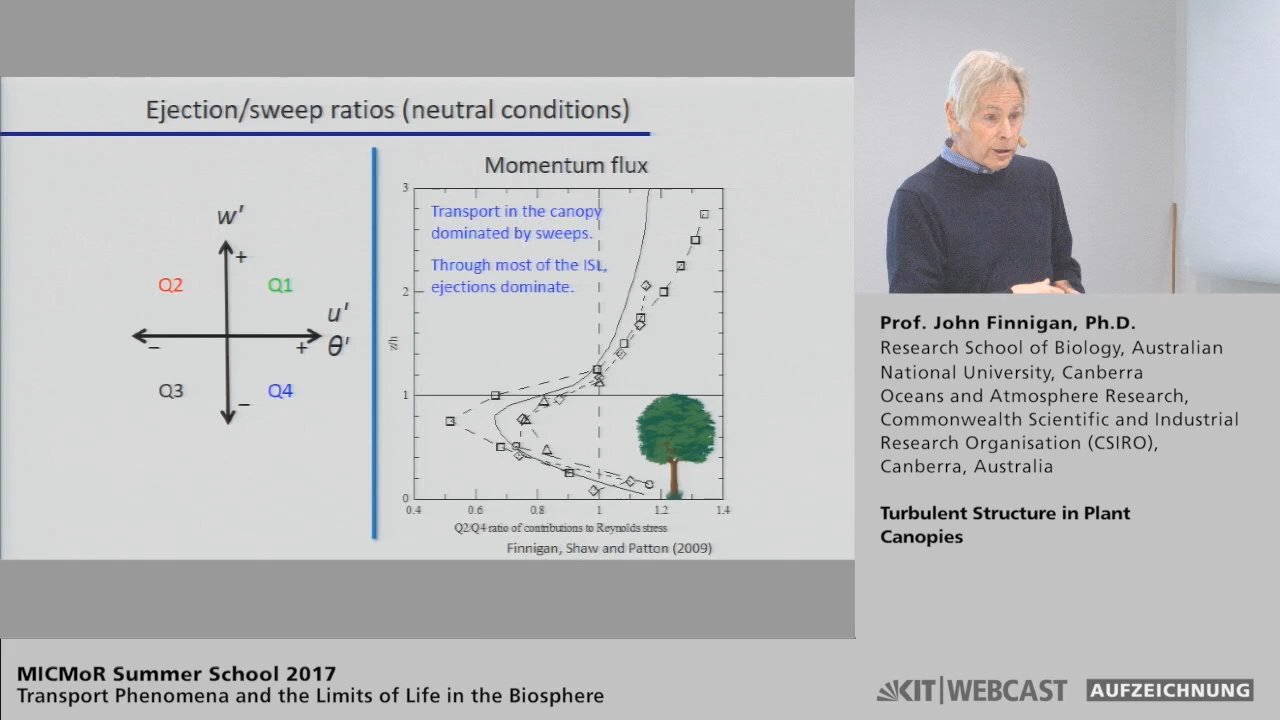 Ejection/sweep ratios (neutral conditions)
w'
+
Q2
Q1
u'
−
+
θ'
Q3
Q4
−
Momentum flux
3
Transport in the canopy
dominated by sweeps.
Through most of the ISL,
ejections dominate.
2
z/h
1
0
0.4 0.6 0.8 1 1.2 1.4
Q2/Q4 ratio of contributions to Reynolds stress
Finnigan, Shaw and Patton (2009)
Prof. John Finnigan, Ph.D.
Research School of Biology, Australian
National University, Canberra
Oceans and Atmosphere Research,
Commonwealth Scientific and Industrial
Research Organisation (CSIRO),
Canberra, Australia
Turbulent Structure in Plant
Canopies
MICMoR Summer School 2017
Transport Phenomena and the Limits of Life in the Biosphere
KIT|WEBCAST
AUFZEICHNUNG